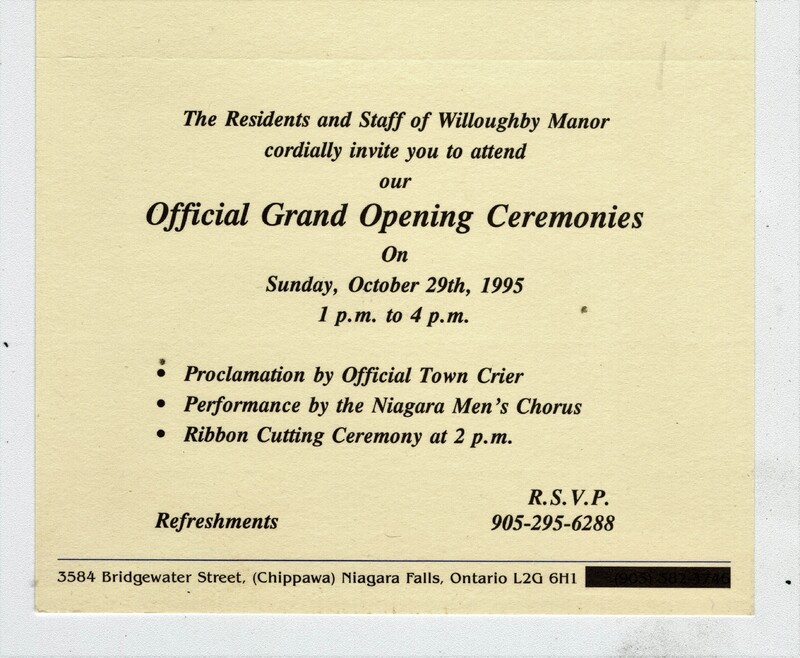 The Residents and Staff of Willoughby Manor
cordially invite you to attend
our
Official Grand Opening Ceremonies
On
Sunday, October 29th, 1995
1 p.m. to 4 p.m.
• Proclamation by Official Town Crier
• Performance by the Niagara Men's Chorus
• Ribbon Cutting Ceremony at 2 p.m.
R.S.V.P.
Refreshments 905-295-6288
3584 Bridgewater Street, (Chippawa) Niagara Falls, Ontario L2G 6H1